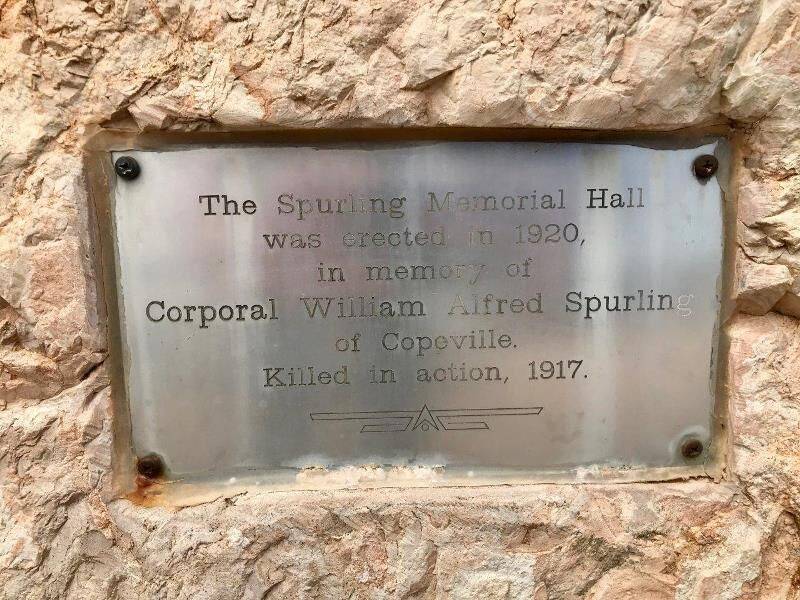 The Spurling Memorial Hall
was erected in 1920,
in memory of
Corporal William Alfred Spurling
of Copeville.
Killed in action, 1917.